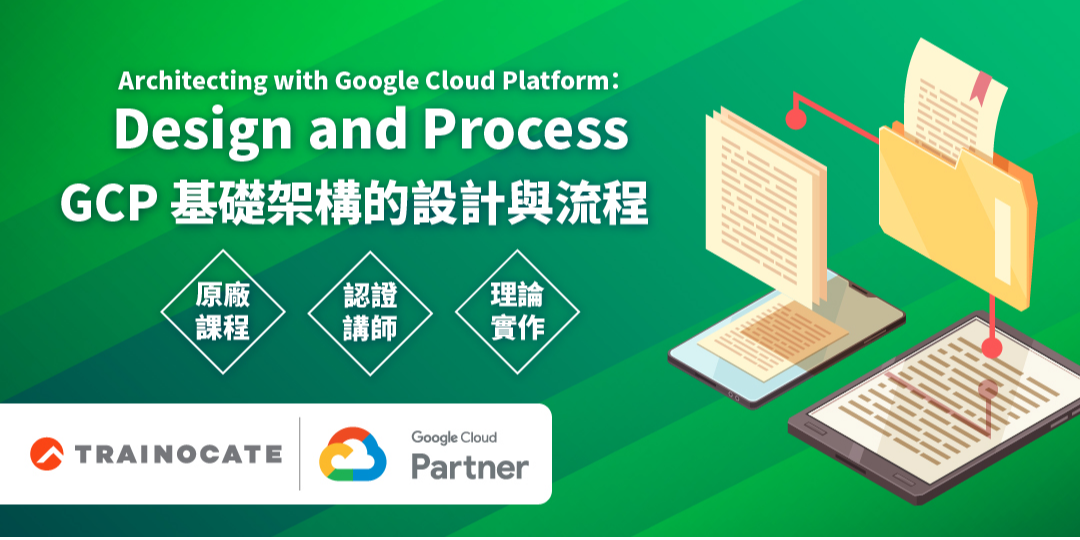 Architecting with Google Cloud Platform：
Design and Process
GCP 基礎架構的設計與流程
原廠
課程
認證
講師
理論
實作
TRAINOCATE
Google Cloud
Partner